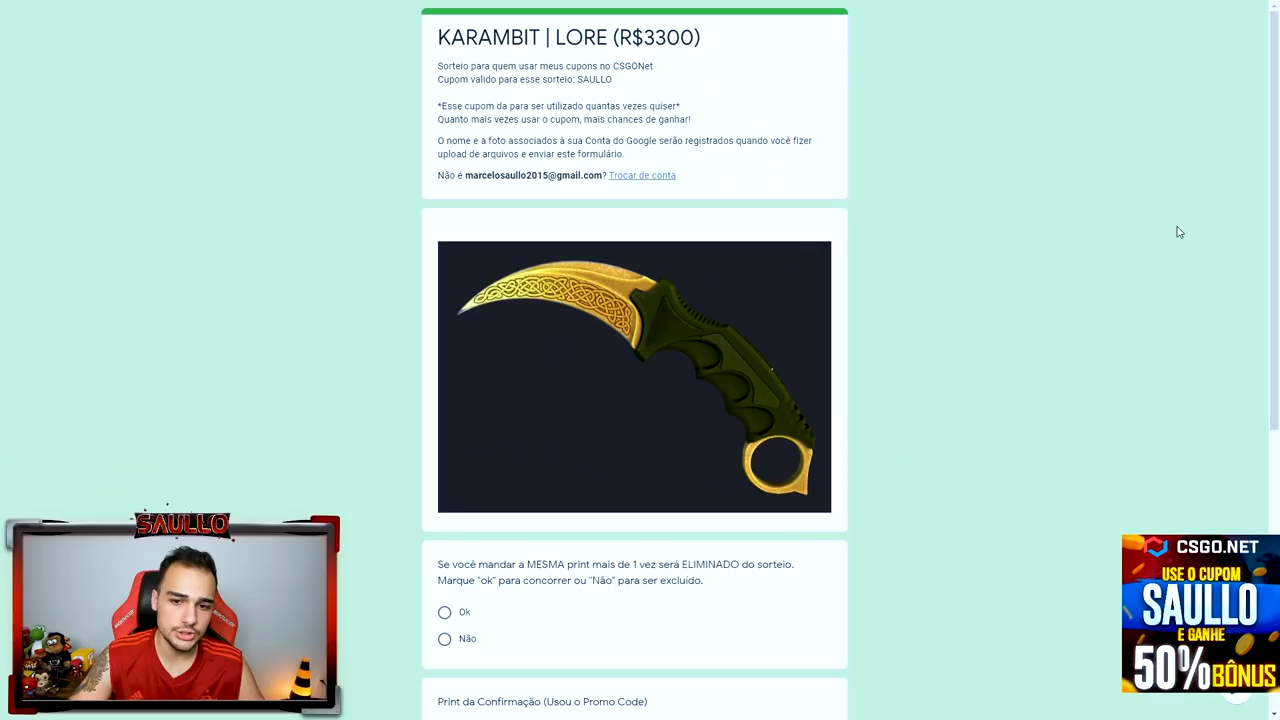 KARAMBIT | LORE (R$3300)
Sorteio para quem usar meus cupons no CSGONet
Cupom valido para esse sorteio: SAULLO
*Esse cupom da para ser utilizado quantas vezes quiser*
Quanto mais vezes usar o cupom, mais chances de ganhar!
O nome e a foto associados à sua Conta do Google serão registrados quando você fizer
upload de arquivos e enviar este formulário.
Não é marcelosaullo2015@gmail.com? Trocar de conta
Se você mandar a MESMA print mais de 1 vez será ELIMINADO do sorteio.
Marque "ok" para concorrer ou "Não" para ser excluido.
Ok
Não
Print da Confirmação (Usou o Promo Code)
SAULLO
CSGO.NET
USE O CUPOM
SAULLO
E GANHE
50% BÔNUS